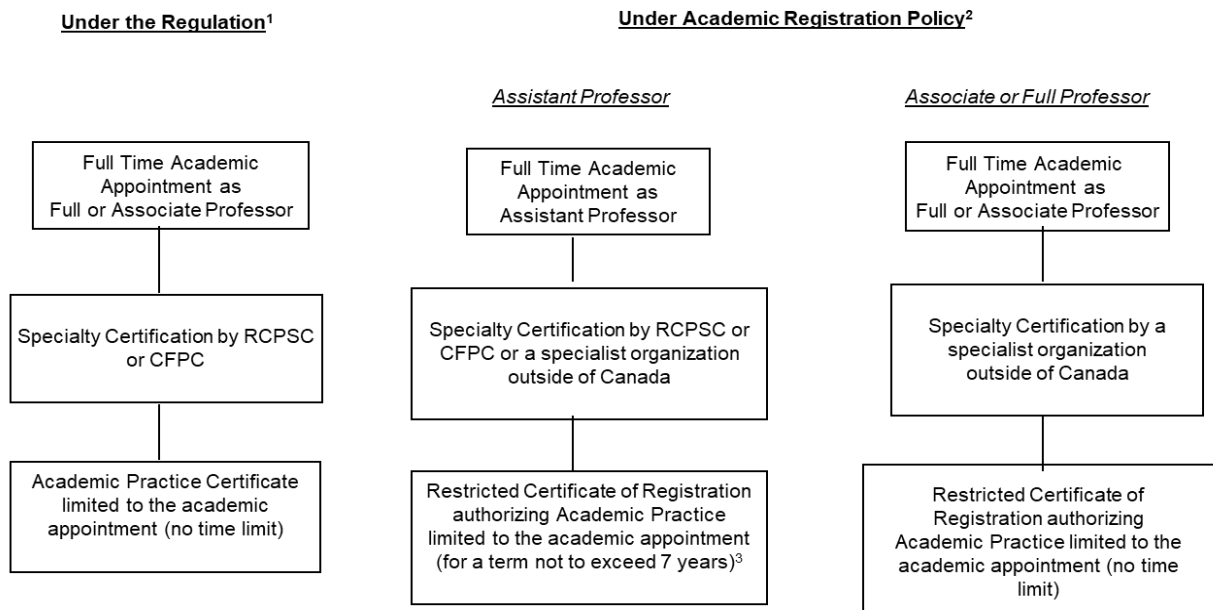 Under the Regulation¹
Under Academic Registration Policy²
Assistant Professor
Associate or Full Professor
Full Time Academic
Appointment as
Full or Associate Professor
Full Time Academic
Appointment as
Assistant Professor
Full Time Academic
Appointment as
Full or Associate Professor
Specialty Certification by RCPSC
or CFPC
Specialty Certification by RCPSC or
CFPC or a specialist organization
outside of Canada
Specialty Certification by a
specialist organization
outside of Canada
Academic Practice Certificate
limited to the academic
appointment (no time limit)
Restricted Certificate of Registration
authorizing Academic Practice
limited to the academic appointment
(for a term not to exceed 7 years)³
Restricted Certificate of
Registration authorizing
Academic Practice limited to the
academic appointment (no time
limit)